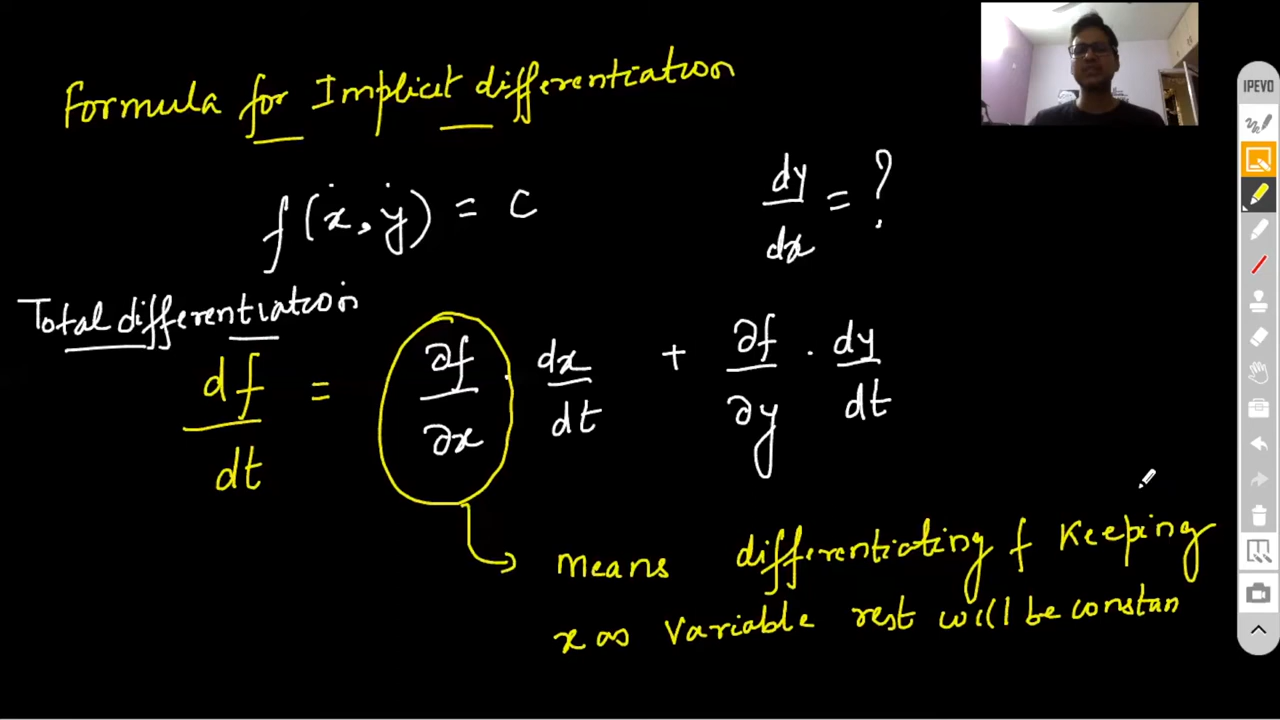 Formula for Implicit differentiation
IPEVO
f(x, y) = c
dy/dx = ?
Total differentiation
df/dt = ∂f/∂x · dx/dt + ∂f/∂y · dy/dt
means differentiating f Keeping
x as Variable rest will be constan